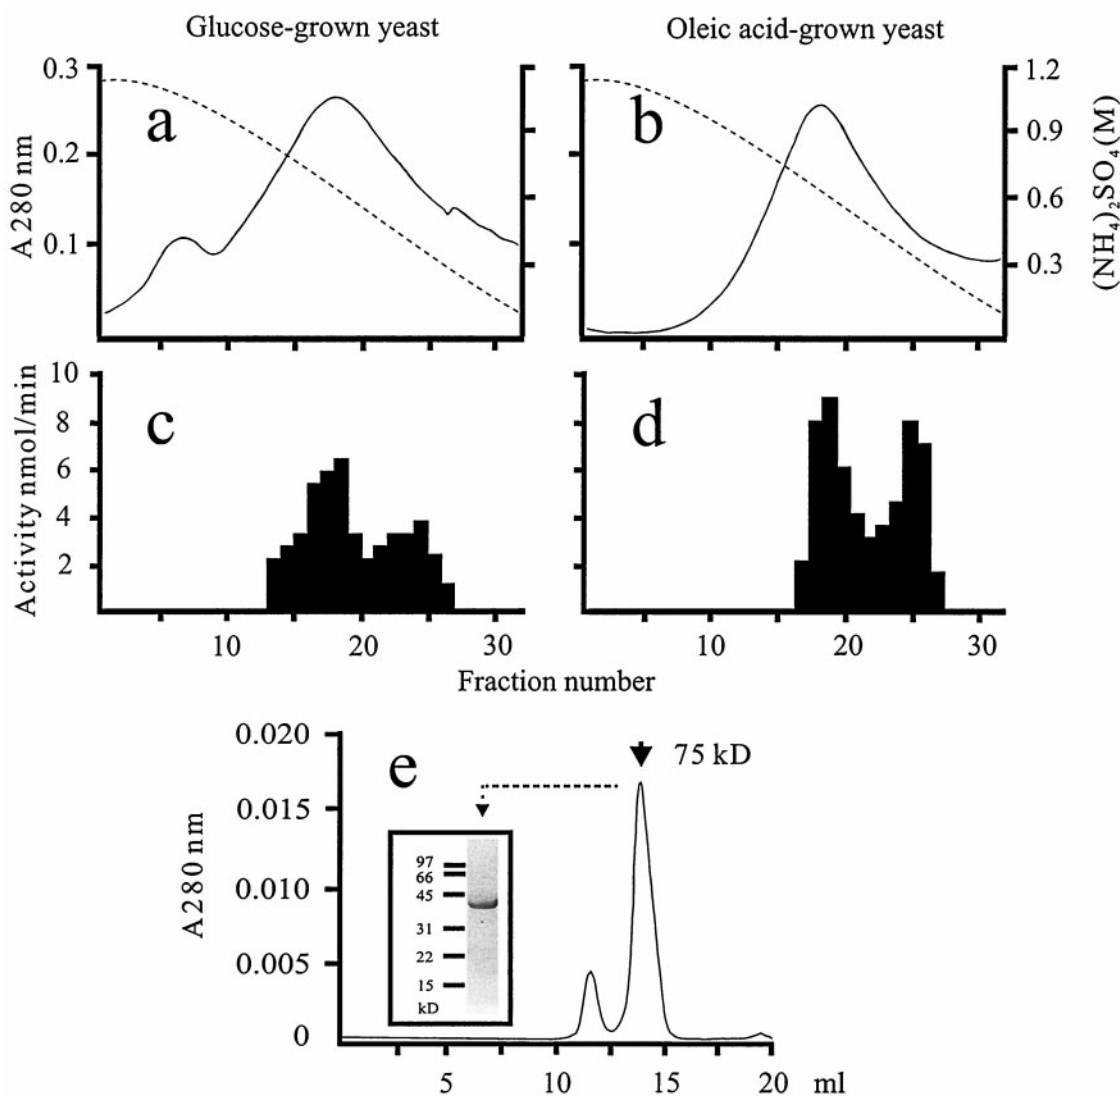 Glucose-grown yeast
Oleic acid-grown yeast
0.3
0.2
0.1
A 280 nm
a
b
1.2
0.9
0.6
0.3
(NH4)2SO4(M)
10
8
6
4
2
Activity nmol/min
c
d
10 20 30
10 20 30
Fraction number
0.020
0.015
0.010
0.005
0
A280 nm
e
75 kD
97
66
45
31
22
15
kD
5 10 15 20 ml